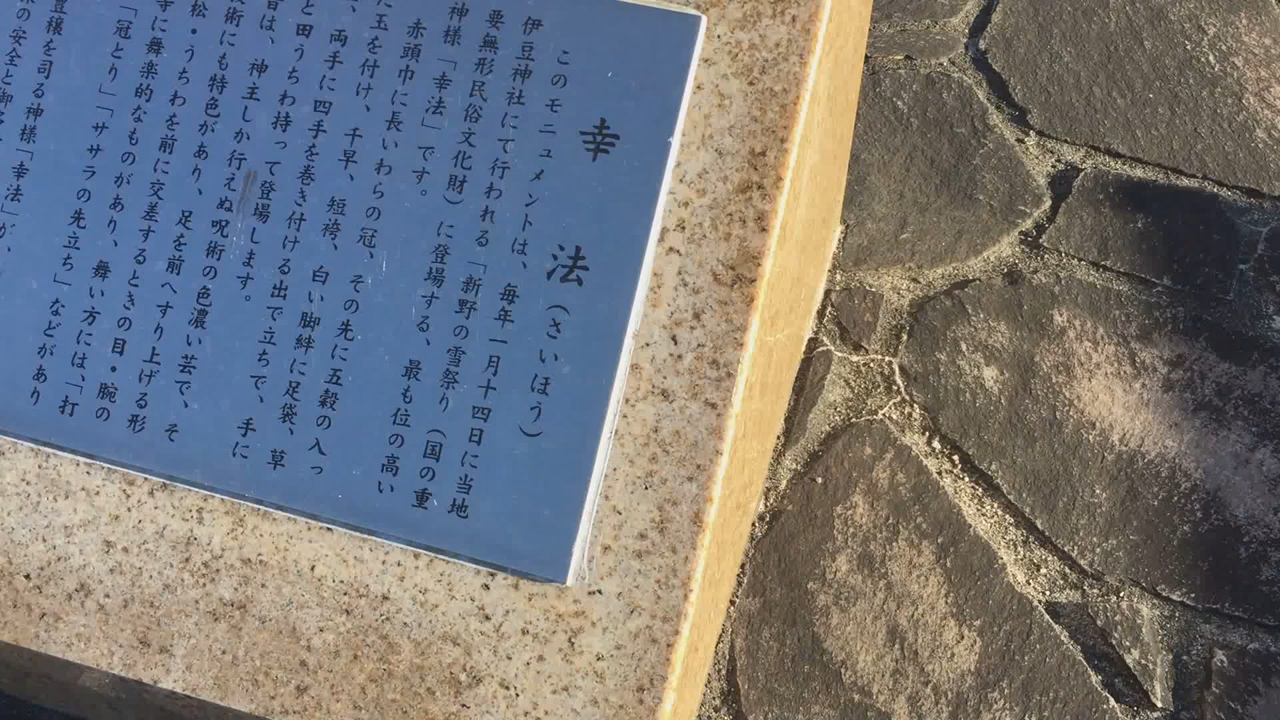 幸法(さいほう)
このモニュメントは、毎年一月十四日に当地
伊豆神社にて行われる「新野の雪祭り(国の重
要無形民俗文化財)に登場する、最も位の高い
神様「幸法」です。
赤頭巾に長いわらの冠、その先に五穀の入っ
た玉を付け、千早、短袴、白い脚絆に足袋、草
、両手に四手を巻き付ける出で立ちで、手に
と田うちわ持って登場します。
は、神主しか行えぬ呪術の色濃い芸で、そ
技術にも特色があり、足を前へすり上げる形
松・うちわを前に交差するときの目・腕の
に舞楽的なものがあり、舞い方には、「打
「冠とり」「ササラの先立ち」などがあり
豊穣を司る神様「幸法」が、
の安全と御